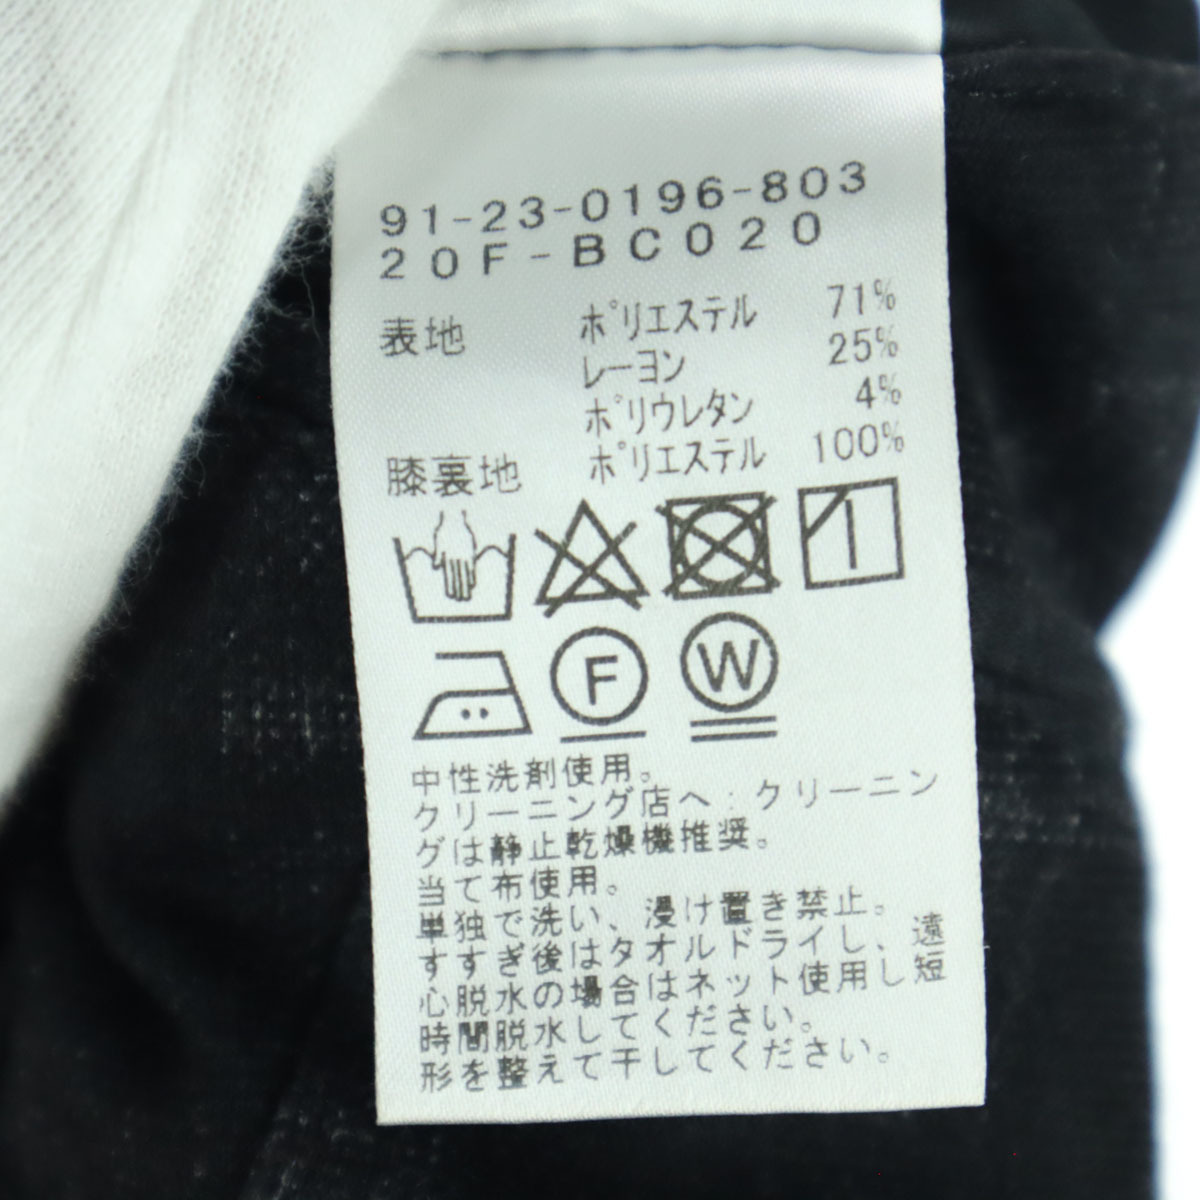 91-23-0196-803
20F-BC020
表地 ポリエステル 71%
レーヨン 25%
ポリウレタン 4%
膝裏地 ポリエステル 100%
F W
中性洗剤使用。
クリーニング店へ:クリーニン
グは静止乾燥機推奨。
当て布使用。
単独で洗い、浸け置き禁止。
すすぎ後はタオルドライし、遠
心脱水の場合はネット使用し短
時間脱水してください。
形を整えて干してください。